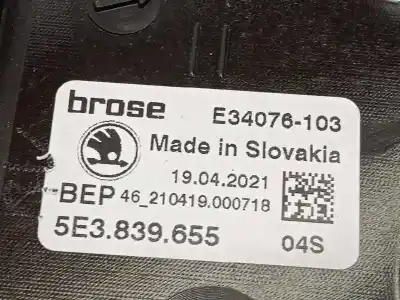 brose E34076-103
Made in Slovakia
19.04.2021
BEP 46_210419.000718
5E3.839.655 04S